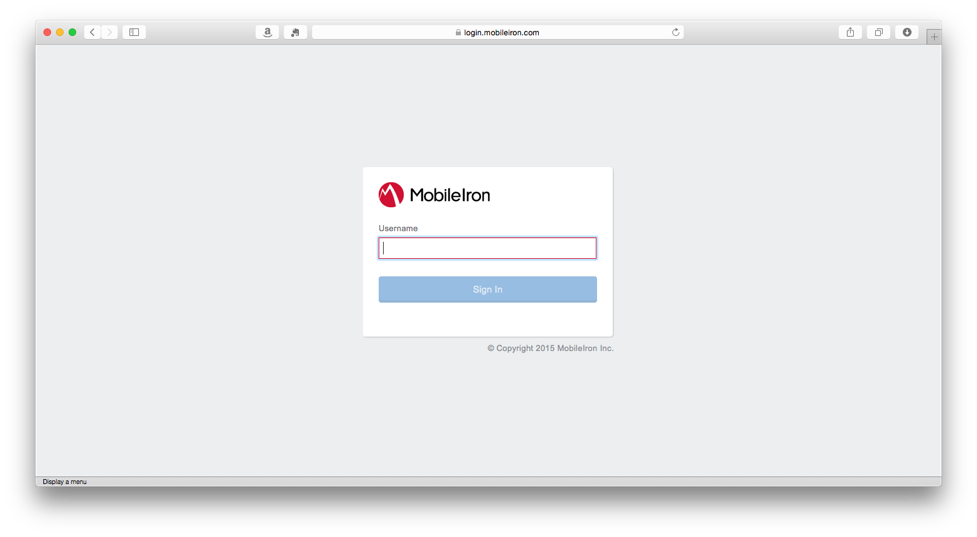 login.mobileiron.com
MobileIron
Username
Sign In
© Copyright 2015 MobileIron Inc.
Display a menu